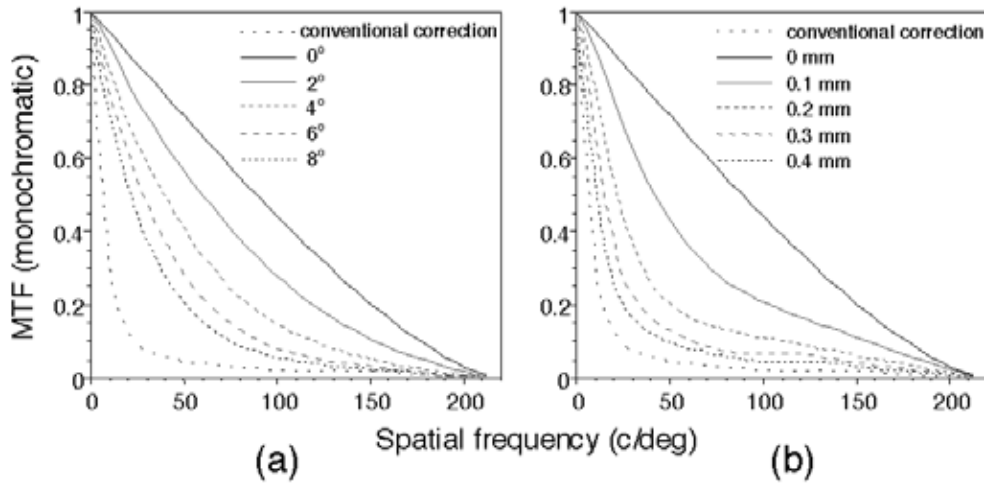 MTF (monochromatic)
1
0.8
0.6
0.4
0.2
0
conventional correction
0°
2°
4°
6°
8°
0 50 100 150 200
(a)
1
0.8
0.6
0.4
0.2
0
conventional correction
0 mm
0.1 mm
0.2 mm
0.3 mm
0.4 mm
0 50 100 150 200
(b)
Spatial frequency (c/deg)